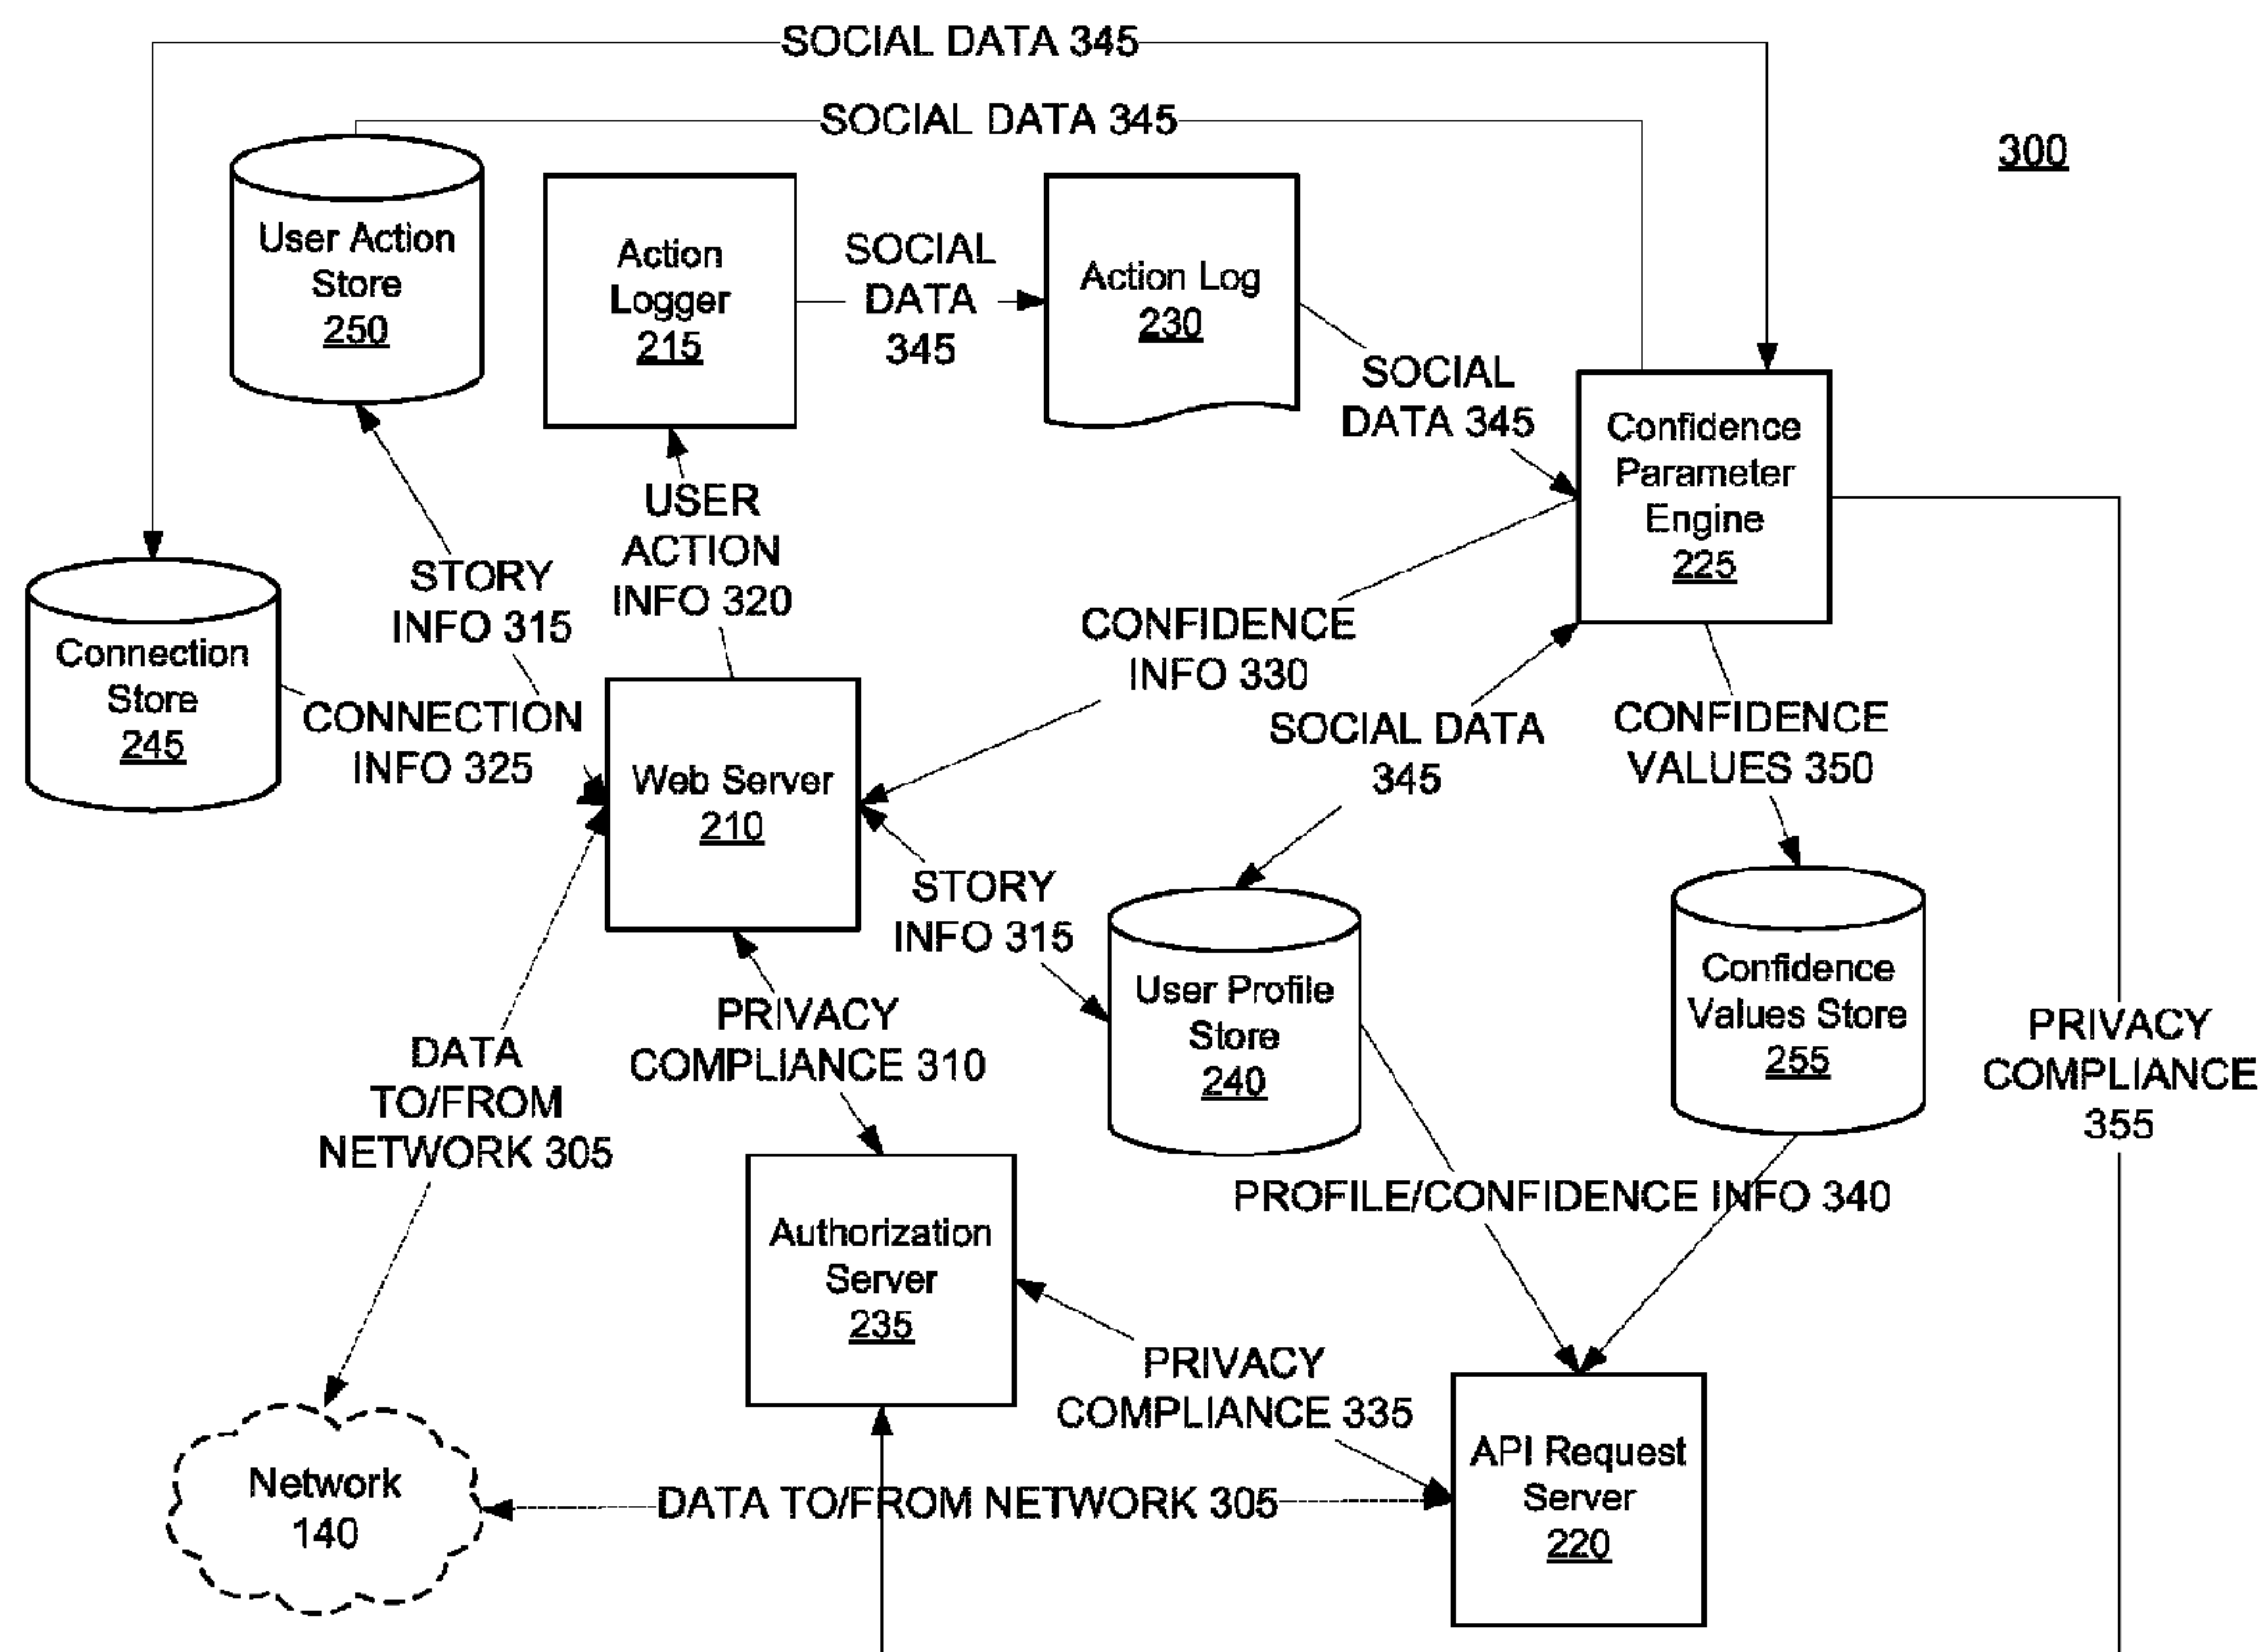 SOCIAL DATA 345
SOCIAL DATA 345
300
User Action
Store
250
Action
Logger
215
SOCIAL
DATA
345
Action Log
230
SOCIAL
DATA 345
Confidence
Parameter
Engine
225
USER
ACTION
INFO 320
STORY
INFO 315
Connection
Store
245
CONNECTION
INFO 325
CONFIDENCE
INFO 330
SOCIAL DATA
345
CONFIDENCE
VALUES 350
Web Server
210
STORY
INFO 315
User Profile
Store
240
Confidence
Values Store
255
PRIVACY
COMPLIANCE
355
PRIVACY
COMPLIANCE 310
DATA
TO/FROM
NETWORK 305
PROFILE/CONFIDENCE INFO 340
Authorization
Server
235
PRIVACY
COMPLIANCE 335
API Request
Server
220
Network
140
DATA TO/FROM NETWORK 305